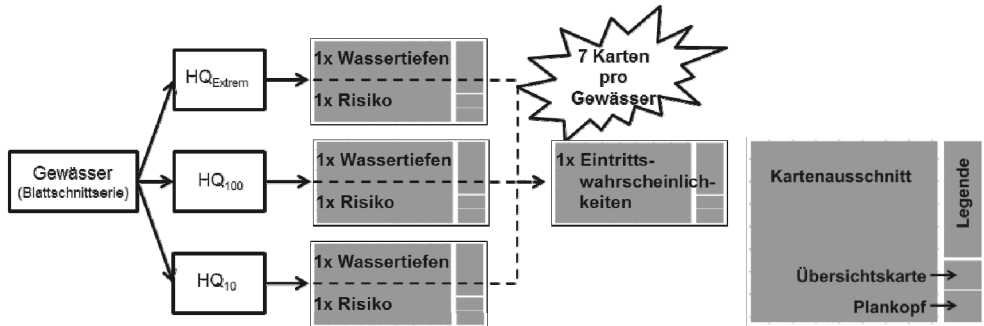 HQExtrem
1x Wassertiefen
1x Risiko
7 Karten
pro
Gewässer
Gewässer
(Blattschnittserie)
HQ100
1x Wassertiefen
1x Risiko
1x Eintritts-
wahrscheinlich-
keiten
HQ10
1x Wassertiefen
1x Risiko
Kartenausschnitt
Legende
Übersichtskarte
Plankopf